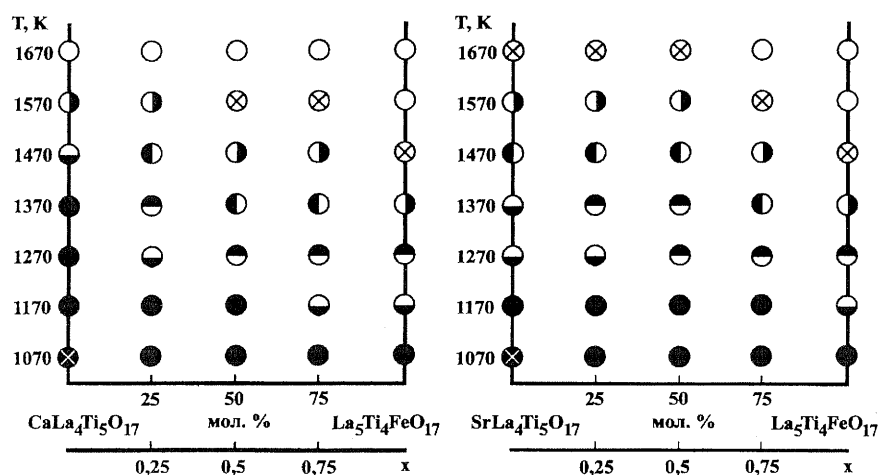 T, K T, K
1670 1670
1570 1570
1470 1470
1370 1370
1270 1270
1170 1170
1070 1070
25 50 75 25 50 75
CaLa₄Ti₅O₁₇ мол. % La₅Ti₄FeO₁₇ SrLa₄Ti₅O₁₇ мол. % La₅Ti₄FeO₁₇
0,25 0,5 0,75 x 0,25 0,5 0,75 x